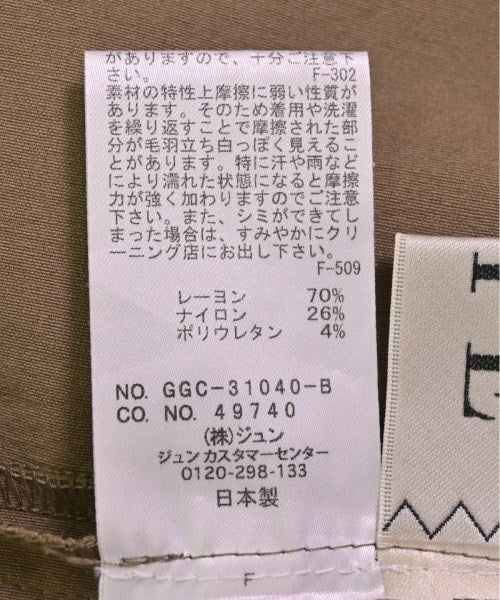 がありますので、十分ご注意下
さい。 F-302
素材の特性上摩擦に弱い性質が
あります。そのため着用や洗濯
を繰り返すことで摩擦された部
分が毛羽立ち白っぽく見えるこ
とがあります。特に汗や雨など
により濡れた状態になると摩擦
力が強く加わりますのでご注意
下さい。また、シミができてし
まった場合は、すみやかにクリ
ーニング店にお出し下さい。
F-509
レーヨン 70%
ナイロン 26%
ポリウレタン 4%
NO. GGC-31040-B
CO. NO. 49740
(株)ジュン
ジュン カスタマーセンター
0120-298-133
日本製
F